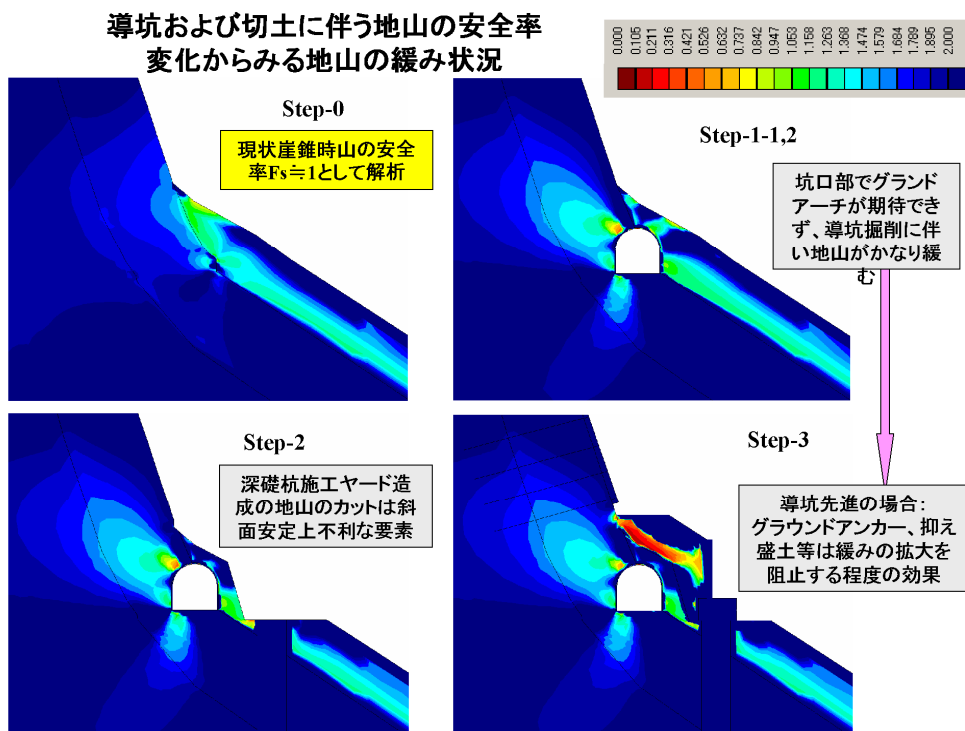 導坑および切土に伴う地山の安全率
変化からみる地山の緩み状況
0.000
0.105
0.211
0.316
0.421
0.526
0.632
0.737
0.842
0.947
1.053
1.158
1.263
1.368
1.474
1.579
1.684
1.789
1.895
2.000
Step-0
現状崖錐時山の安全
率Fs≒1として解析
Step-1-1,2
坑口部でグランド
アーチが期待でき
ず、導坑掘削に伴
い地山がかなり緩
む
Step-2
深礎杭施工ヤード造
成の地山のカットは斜
面安定上不利な要素
Step-3
導坑先進の場合：
グラウンドアンカー、抑え
盛土等は緩みの拡大を
阻止する程度の効果